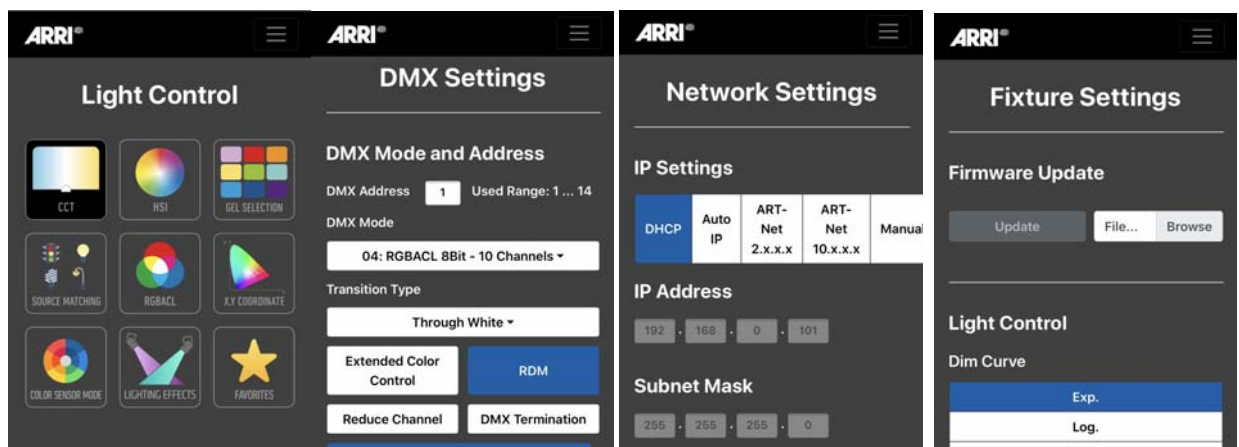 ARRI
Light Control
CCT
HSI
GEL SELECTION
SOURCE MATCHING
RGBACL
X,Y COORDINATE
COLOR SENSOR MODE
LIGHTING EFFECTS
FAVORITES
ARRI
DMX Settings
DMX Mode and Address
DMX Address 1 Used Range: 1 ... 14
DMX Mode
04: RGBACL 8Bit - 10 Channels
Transition Type
Through White
Extended Color
Control
RDM
Reduce Channel
DMX Termination
ARRI
Network Settings
IP Settings
DHCP
Auto
IP
ART-
Net
2.x.x.x
ART-
Net
10.x.x.x
Manual
IP Address
192 . 168 . 0 . 101
Subnet Mask
255 . 255 . 255 . 0
ARRI
Fixture Settings
Firmware Update
Update File... Browse
Light Control
Dim Curve
Exp.
Log.